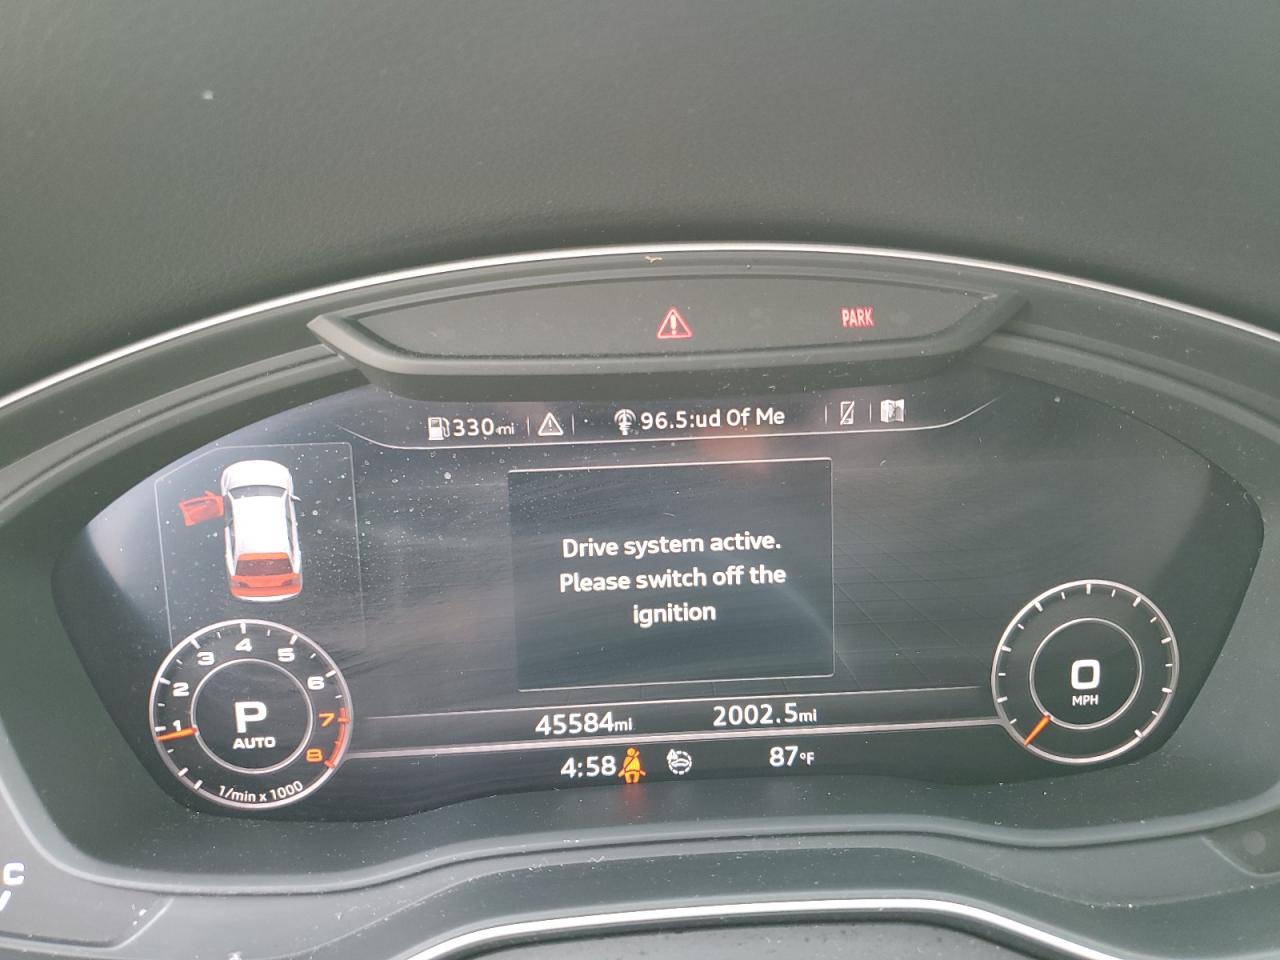 PARK
330mi
96.5:ud Of Me
Drive system active.
Please switch off the
ignition
1 2 3 4 5 6 7 8
P
AUTO
1/min x 1000
0
MPH
45584mi 2002.5mi
4:58 87°F
C